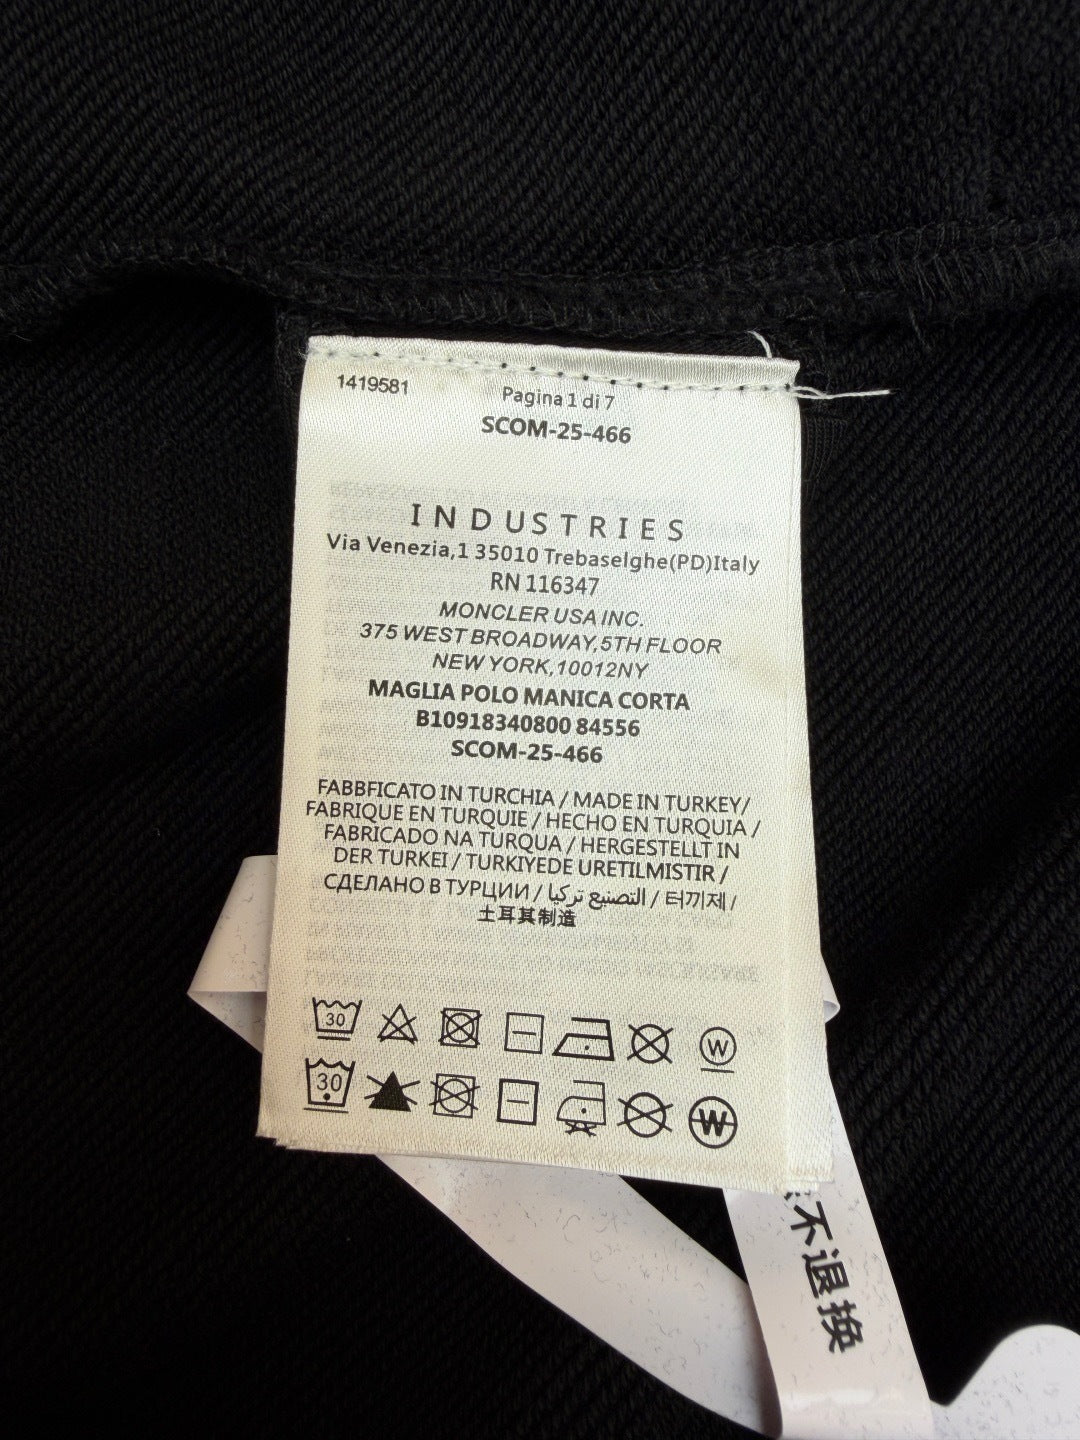 1419581
Pagina 1 di 7
SCOM-25-466
INDUSTRIES
Via Venezia,1 35010 Trebaselghe(PD)Italy
RN 116347
MONCLER USA INC.
375 WEST BROADWAY,5TH FLOOR
NEW YORK,10012NY
MAGLIA POLO MANICA CORTA
B10918340800 84556
SCOM-25-466
FABBFICATO IN TURCHIA / MADE IN TURKEY/
FABRIQUE EN TURQUIE / HECHO EN TURQUIA /
FABRICADO NA TURQUA / HERGESTELLT IN
DER TURKEI / TURKIYEDE URETILMISTIR /
СДЕЛАНО В ТУРЦИИ / التصنيع تركيا / 터끼제 /
土耳其制造
30 W
30 W
不退换